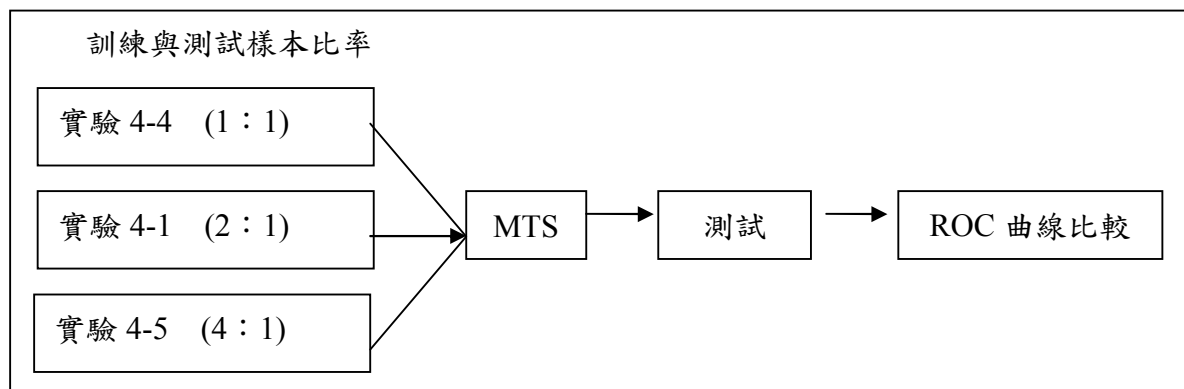 訓練與測試樣本比率
實驗 4-4 (1：1)
實驗 4-1 (2：1)
實驗 4-5 (4：1)
MTS
測試
ROC 曲線比較